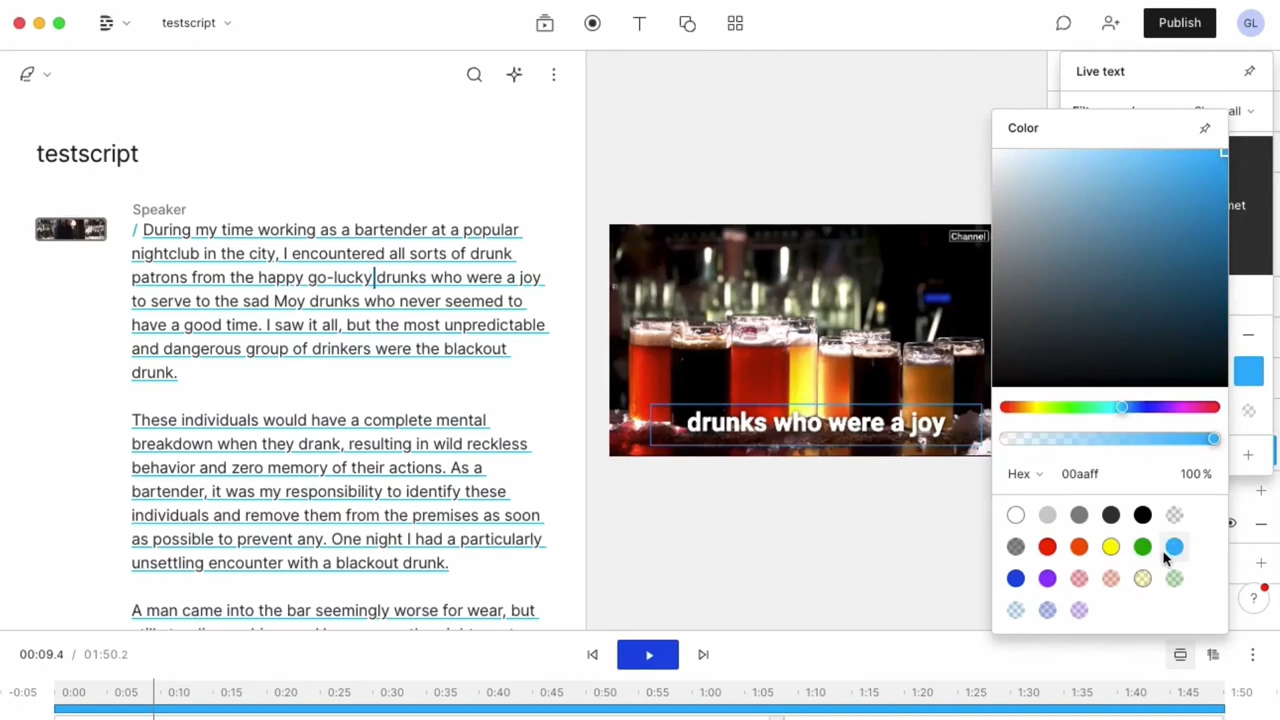 testscript
T
Publish
GL
Live text
all
Color
Channel
testscript
Speaker
/ During my time working as a bartender at a popular
nightclub in the city, I encountered all sorts of drunk
patrons from the happy go-lucky drunks who were a joy
to serve to the sad Moy drunks who never seemed to
have a good time. I saw it all, but the most unpredictable
and dangerous group of drinkers were the blackout
drunk.
These individuals would have a complete mental
breakdown when they drank, resulting in wild reckless
behavior and zero memory of their actions. As a
bartender, it was my responsibility to identify these
individuals and remove them from the premises as soon
as possible to prevent any. One night I had a particularly
unsettling encounter with a blackout drunk.
A man came into the bar seemingly worse for wear, but
drunks who were a joy
Hex 00aaff 100 %
?
00:09.4 / 01:50.2
-0:05 0:00 0:05 0:10 0:15 0:20 0:25 0:30 0:35 0:40 0:45 0:50 0:55 1:00 1:05 1:10 1:15 1:20 1:25 1:30 1:35 1:40 1:45 1:50